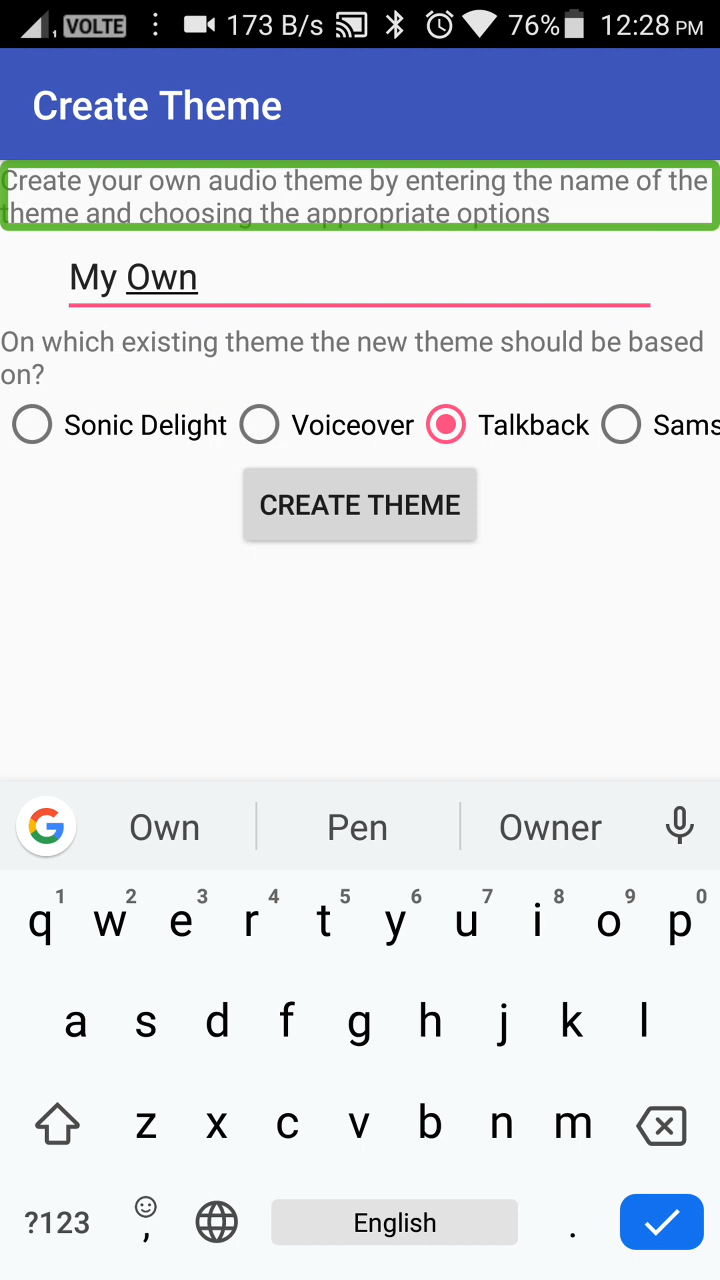 VOLTE 173 B/s 76% 12:28 PM
Create Theme
Create your own audio theme by entering the name of the
theme and choosing the appropriate options
My Own
On which existing theme the new theme should be based
on?
Sonic Delight Voiceover Talkback Sams
CREATE THEME
G Own Pen Owner
1 2 3 4 5 6 7 8 9 0
q w e r t y u i o p
a s d f g h j k l
z x c v b n m
?123 , English .